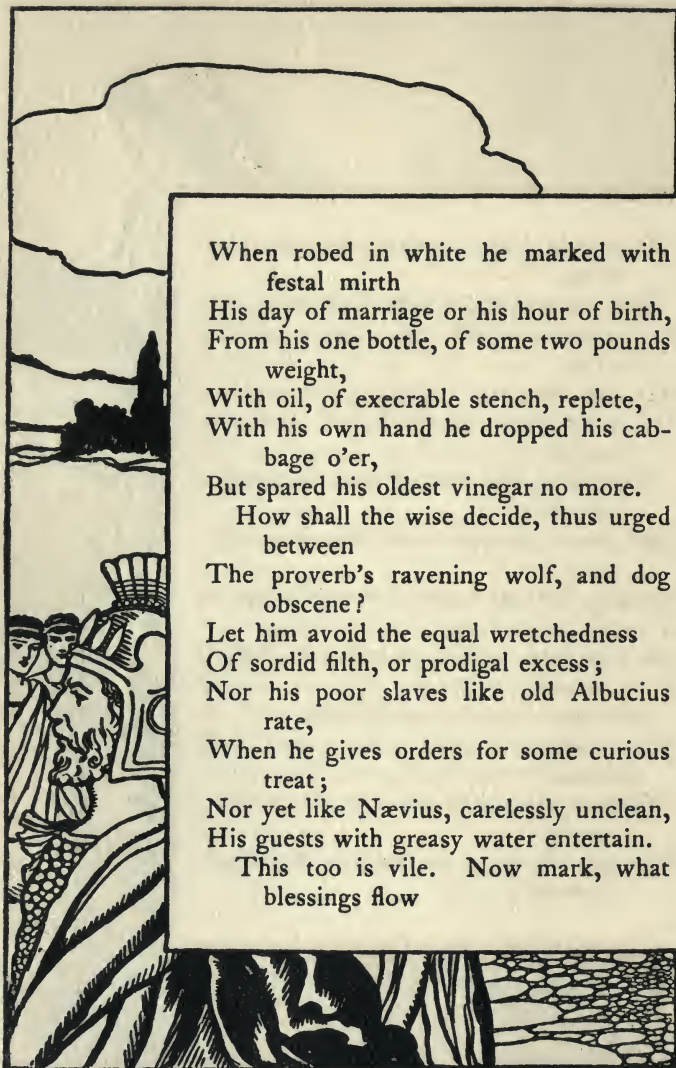 When robed in white he marked with
festal mirth
His day of marriage or his hour of birth,
From his one bottle, of some two pounds
weight,
With oil, of execrable stench, replete,
With his own hand he dropped his cab-
bage o'er,
But spared his oldest vinegar no more.
How shall the wise decide, thus urged
between
The proverb's ravening wolf, and dog
obscene?
Let him avoid the equal wretchedness
Of sordid filth, or prodigal excess;
Nor his poor slaves like old Albucius
rate,
When he gives orders for some curious
treat;
Nor yet like Nævius, carelessly unclean,
His guests with greasy water entertain.
This too is vile. Now mark, what
blessings flow